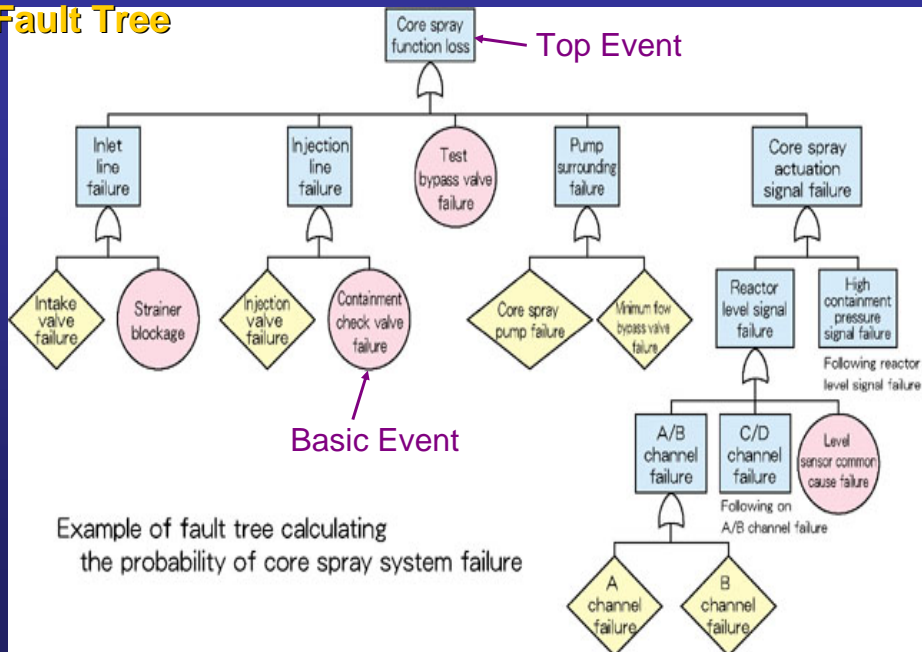 Fault Tree
Core spray
function loss
Top Event
Inlet
line
failure
Injection
line
failure
Test
bypass valve
failure
Pump
surrounding
failure
Core spray
actuation
signal failure
Intake
valve
failure
Strainer
blockage
Injection
valve
failure
Containment
check valve
failure
Core spray
pump failure
Minimum flow
bypass valve
failure
Reactor
level signal
failure
High
containment
pressure
signal failure
Following reactor
level signal failure
Basic Event
A/B
channel
failure
C/D
channel
failure
Level
sensor common
cause failure
Following on
A/B channel failure
Example of fault tree calculating
the probability of core spray system failure
A
channel
failure
B
channel
failure